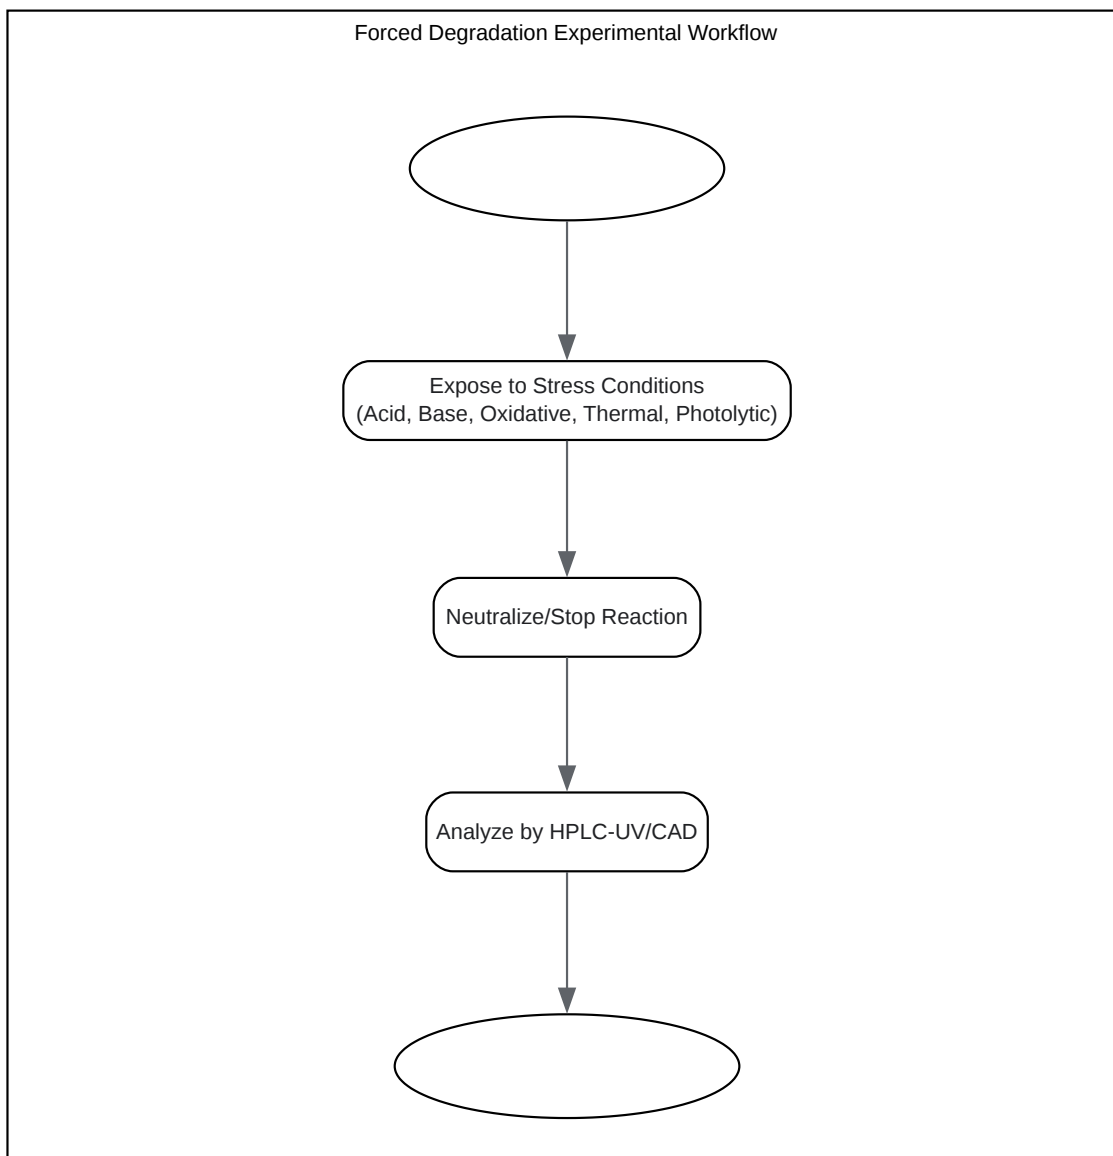 Forced Degradation Experimental Workflow
Expose to Stress Conditions
(Acid, Base, Oxidative, Thermal, Photolytic)
Neutralize/Stop Reaction
Analyze by HPLC-UV/CAD